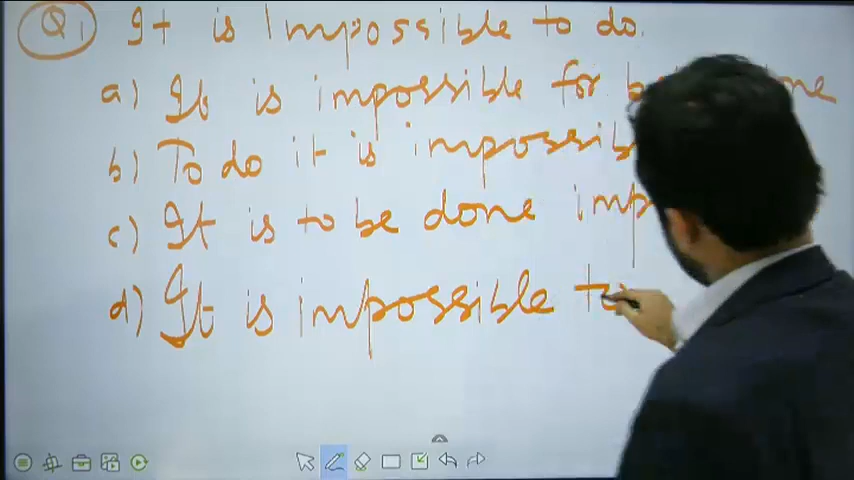 Q1 It is Impossible to do.
a) It is impossible for
b) To do it is
c) It is to be done
d) It is impossible to